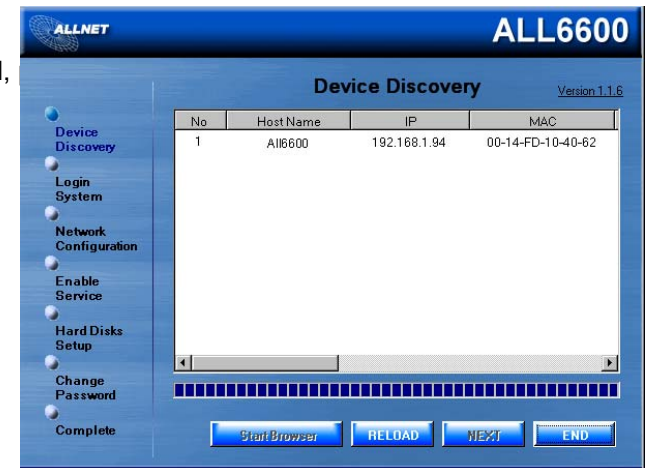 ALLNET
ALL6600
l,
Device Discovery
Version 1.1.6
No Host Name IP MAC
1 All6600 192.168.1.94 00-14-FD-10-40-62
Device
Discovery
Login
System
Network
Configuration
Enable
Service
Hard Disks
Setup
Change
Password
Complete
Start Browser RELOAD NEXT END